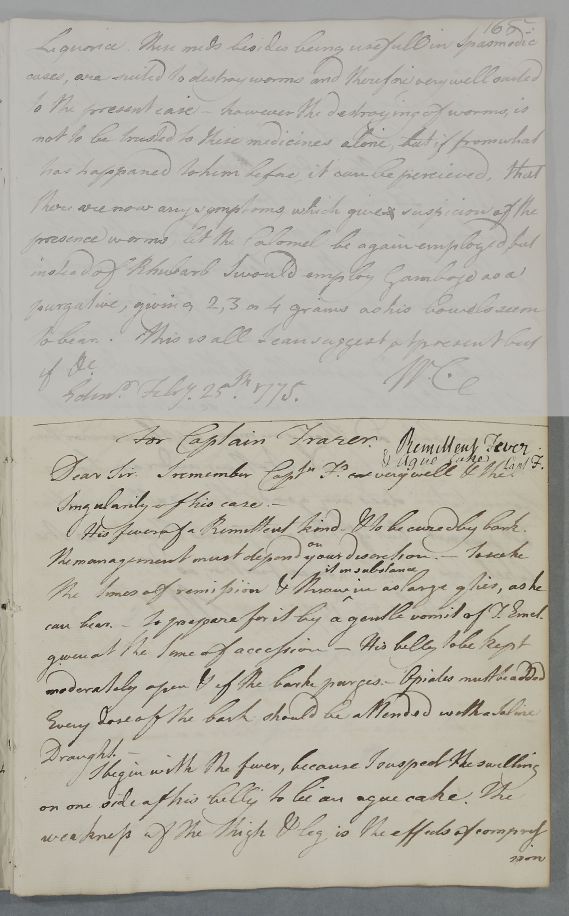 165
Liquorice. These meds besides being usefull in Spasmodic
cases, are suited to destroy worms and therefore very well suited
to the present case - however the destroying of worms, is
not to be trusted to these medicines alone, but if from what
has happaned to him before, it can be percieved, that
there are now any symptoms, which gives suspicion of the
presence worms, let the Calomel be again employed but
instead of Rhubarb I would employ Gamboge as a
purgative, giving 2, 3 or 4 grams as his bowels seem
to bear. This is all I can suggest at present but
if &c
Edinr. Febry. 25th 1775. W. C
For Captain Frazer. Remittent Fever
& Ague Cake Capt F.
Dear Sir. I remember Captn F. very well & the
Singularity of his case. -
His fever of a Remittent kind & to be cured by bark.
The management must depend on your discretion. - To take
it in substance
the times of remission & throw in as large qties, as he
can bear. - To prepare for it by a gentle vomit of T. Emet.
given at the time of accession - His belly to be kept
moderately open & if the bark purges. - Opiates must be added
Every dose of the bark should be attended with a saline
Draught. -
I begin with the fever, because I suspect the swelling
on one side of his belly to be an ague cake. The
weakness of the thigh & leg is the effects of compres
sion